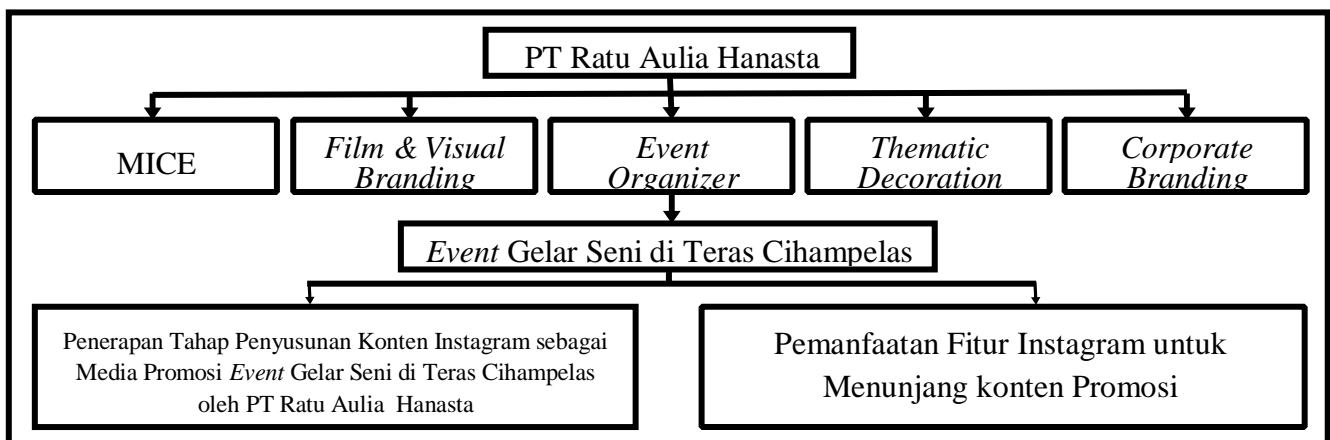 PT Ratu Aulia Hanasta
MICE
Film & Visual
Branding
Event
Organizer
Thematic
Decoration
Corporate
Branding
Event Gelar Seni di Teras Cihampelas
Penerapan Tahap Penyusunan Konten Instagram sebagai
Media Promosi Event Gelar Seni di Teras Cihampelas
oleh PT Ratu Aulia Hanasta
Pemanfaatan Fitur Instagram untuk
Menunjang konten Promosi